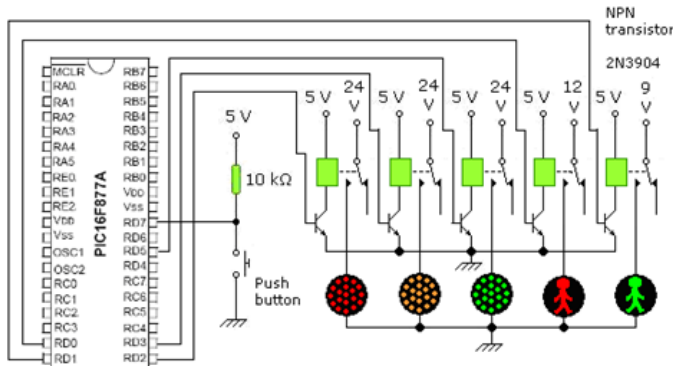 NPN
transistor
2N3904
5 V
24
V
5 V
24
V
5 V
24
V
5 V
12
V
5 V
9
V
5 V
10 kΩ
Push
button
PIC16F877A
MCLR
RA0.
RA1
RA2
RA3
RA4
RA5
RE0.
RE1
RE2
VDD
Vss
OSC1
OSC2
RC0
RC1
RC2
RC3
RD0
RD1
RB7
RB6
RB5
RB4
RB3
RB2
RB1
RB0
VDD
Vss
RD7
RD6
RD5
RD4
RC7
RC6
RC5
RC4
RD3
RD2